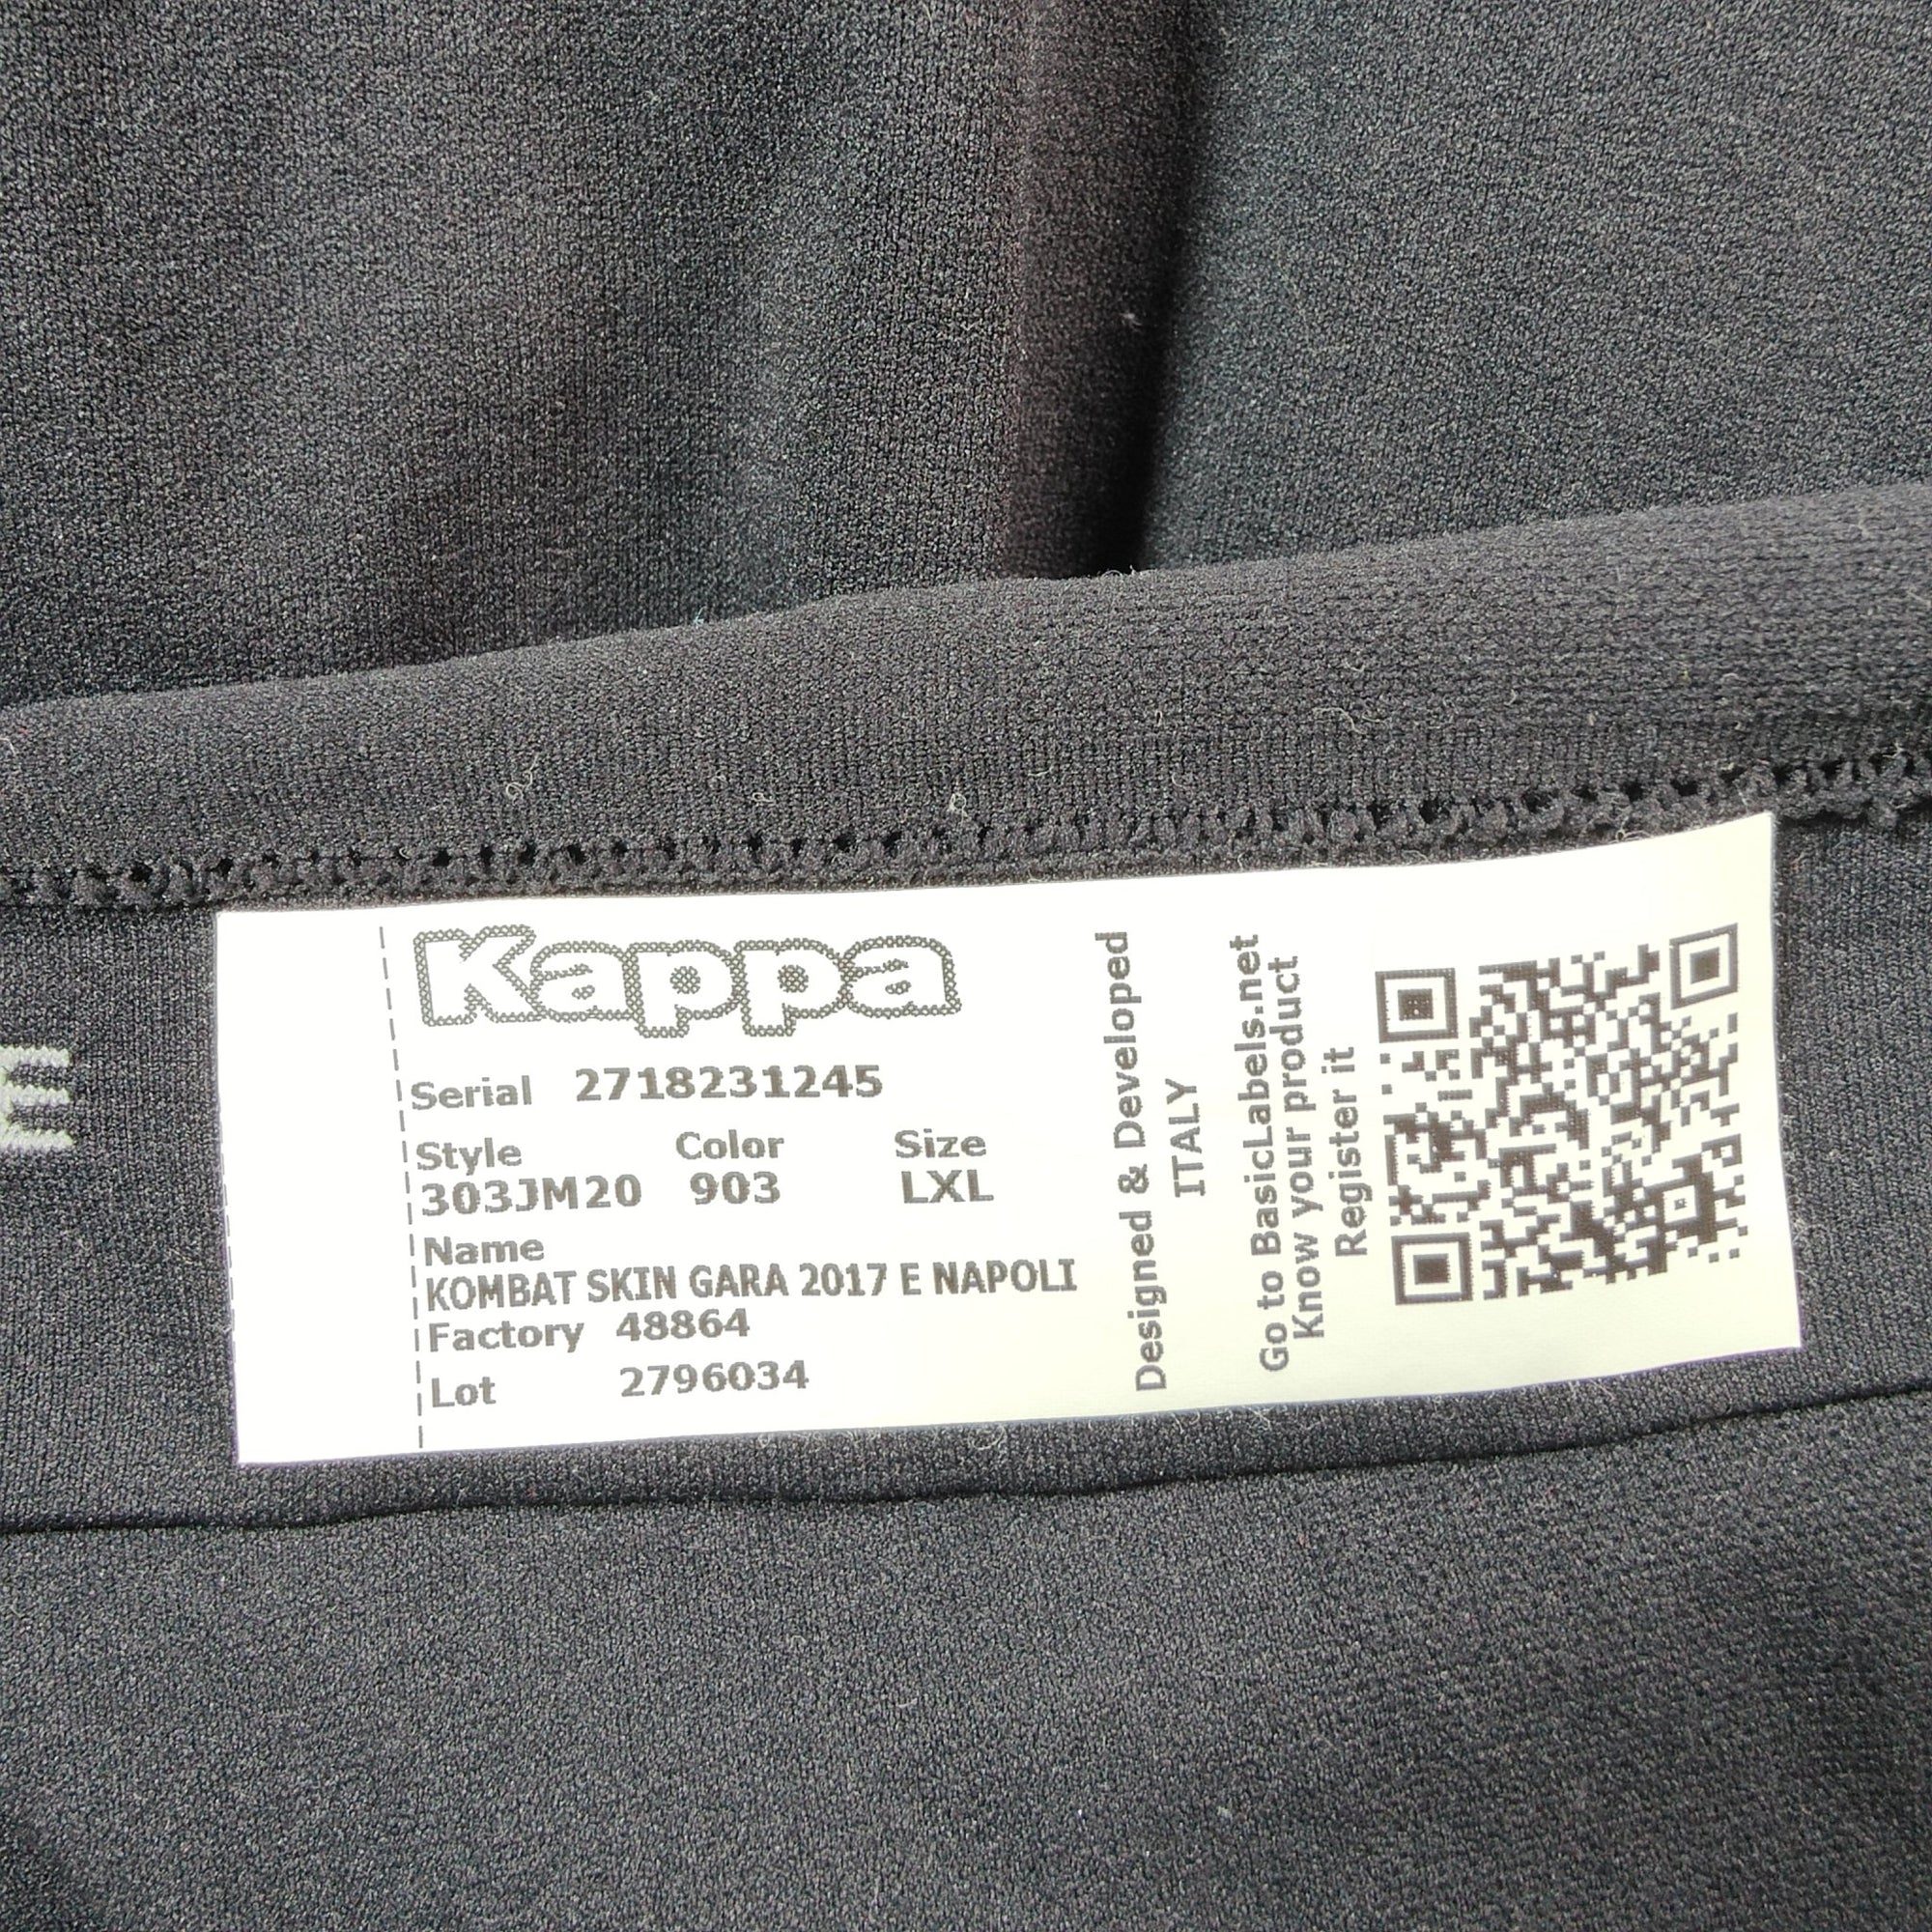 E
Kappa
Serial 2718231245
Style Color Size
303JM20 903 LXL
Name
KOMBAT SKIN GARA 2017 E NAPOLI
Factory 48864
Lot 2796034
Designed & Developed
ITALY
Go to BasicLabels.net
Know your product
Register it